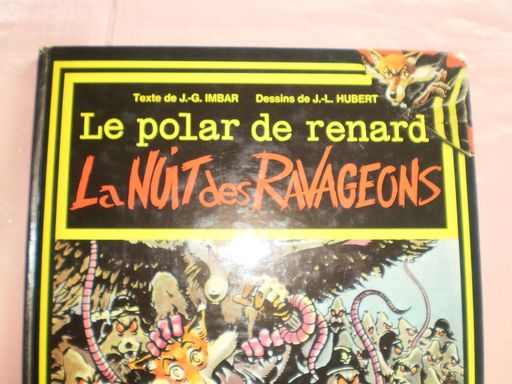 Texte de J.-G. IMBAR Dessins de J.-L. HUBERT
Le polar de renard
La NUIT des RAVAGEONS